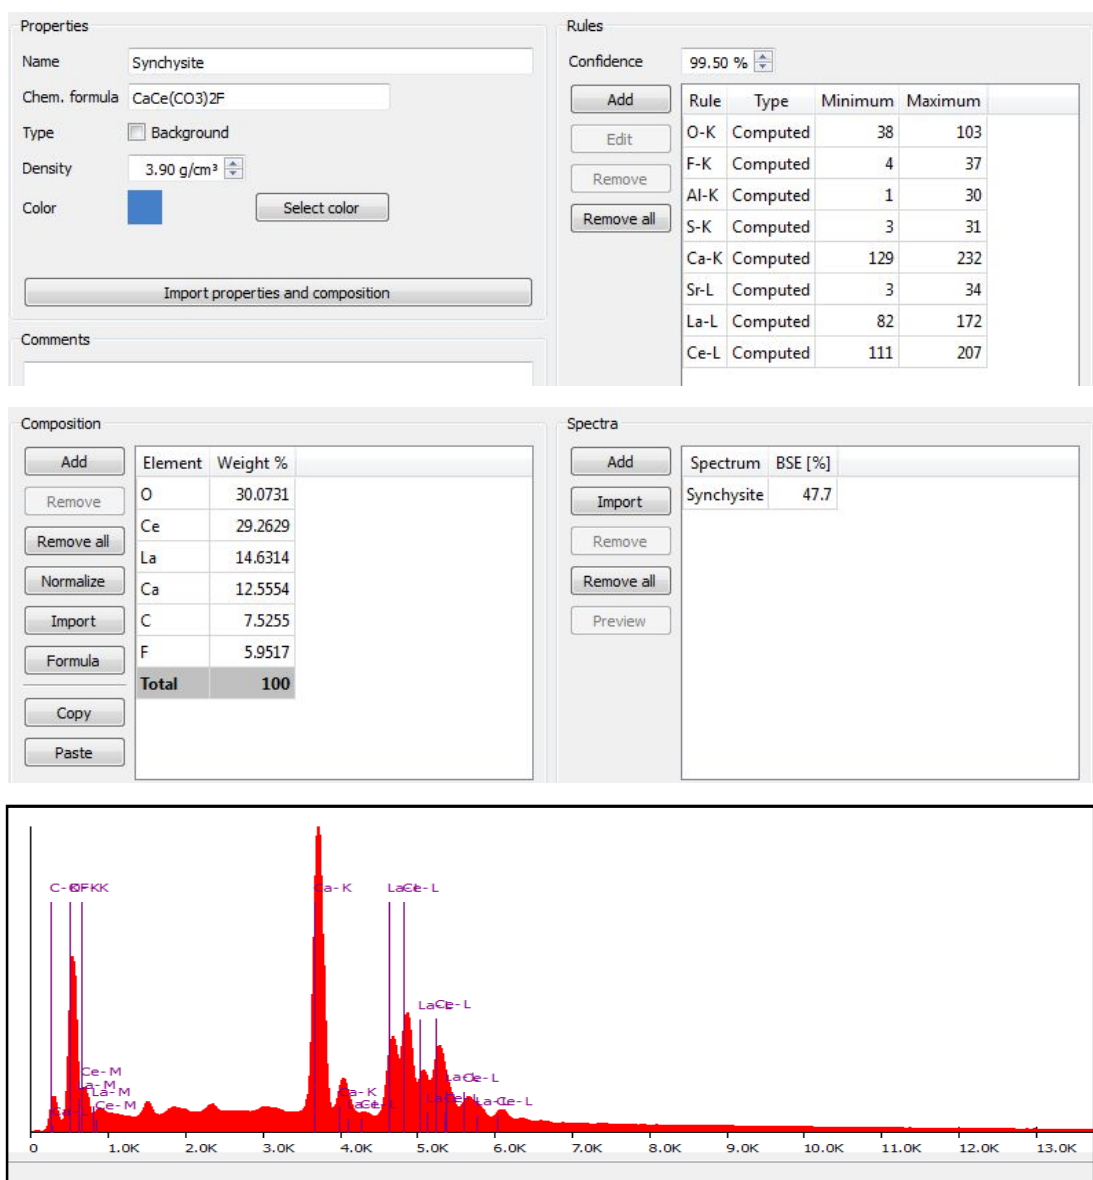 Properties
Name Synchysite
Chem. formula CaCe(CO3)2F
Type Background
Density 3.90 g/cm³
Color Select color
Import properties and composition
Comments
Rules
Confidence 99.50 %
Add
Edit
Remove
Remove all
Rule Type Minimum Maximum
O-K Computed 38 103
F-K Computed 4 37
Al-K Computed 1 30
S-K Computed 3 31
Ca-K Computed 129 232
Sr-L Computed 3 34
La-L Computed 82 172
Ce-L Computed 111 207
Composition
Add
Remove
Remove all
Normalize
Import
Formula
Copy
Paste
Element Weight %
O 30.0731
Ce 29.2629
La 14.6314
Ca 12.5554
C 7.5255
F 5.9517
Total 100
Spectra
Add
Import
Remove
Remove all
Preview
Spectrum BSE [%]
Synchysite 47.7
Ca-K
Ce-L
Ce-L
Ce-M
La-M
Ce-M
Ca-K
Ce-L
Ce-L
0 1.0K 2.0K 3.0K 4.0K 5.0K 6.0K 7.0K 8.0K 9.0K 10.0K 11.0K 12.0K 13.0K